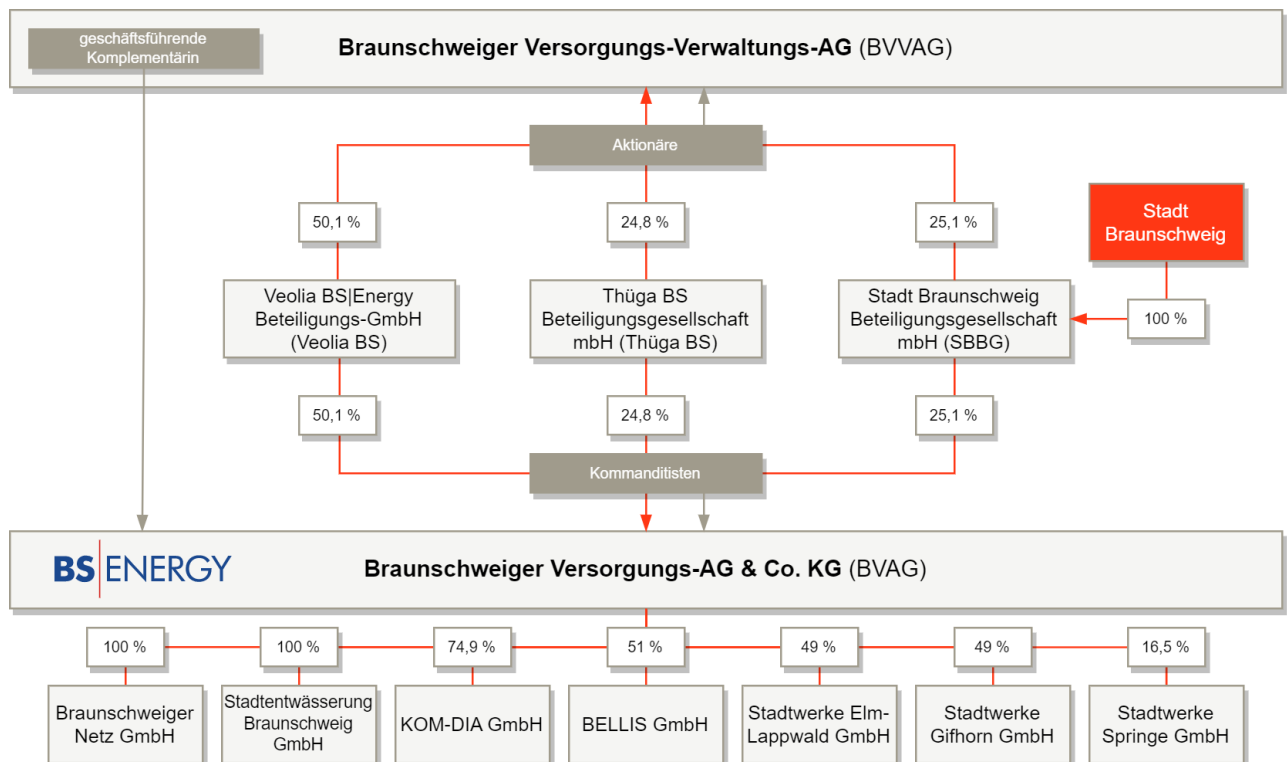 geschäftsführende
Komplementärin
Braunschweiger Versorgungs-Verwaltungs-AG (BVVAG)
Aktionäre
50,1 %
24,8 %
25,1 %
Stadt
Braunschweig
Veolia BS|Energy
Beteiligungs-GmbH
(Veolia BS)
Thüga BS
Beteiligungsgesellschaft
mbH (Thüga BS)
Stadt Braunschweig
Beteiligungsgesellschaft
mbH (SBBG)
100 %
50,1 %
24,8 %
25,1 %
Kommanditisten
BS|ENERGY
Braunschweiger Versorgungs-AG & Co. KG (BVAG)
100 %
100 %
74,9 %
51 %
49 %
49 %
16,5 %
Braunschweiger
Netz GmbH
Stadtentwässerung
Braunschweig
GmbH
KOM-DIA GmbH
BELLIS GmbH
Stadtwerke Elm-
Lappwald GmbH
Stadtwerke
Gifhorn GmbH
Stadtwerke
Springe GmbH